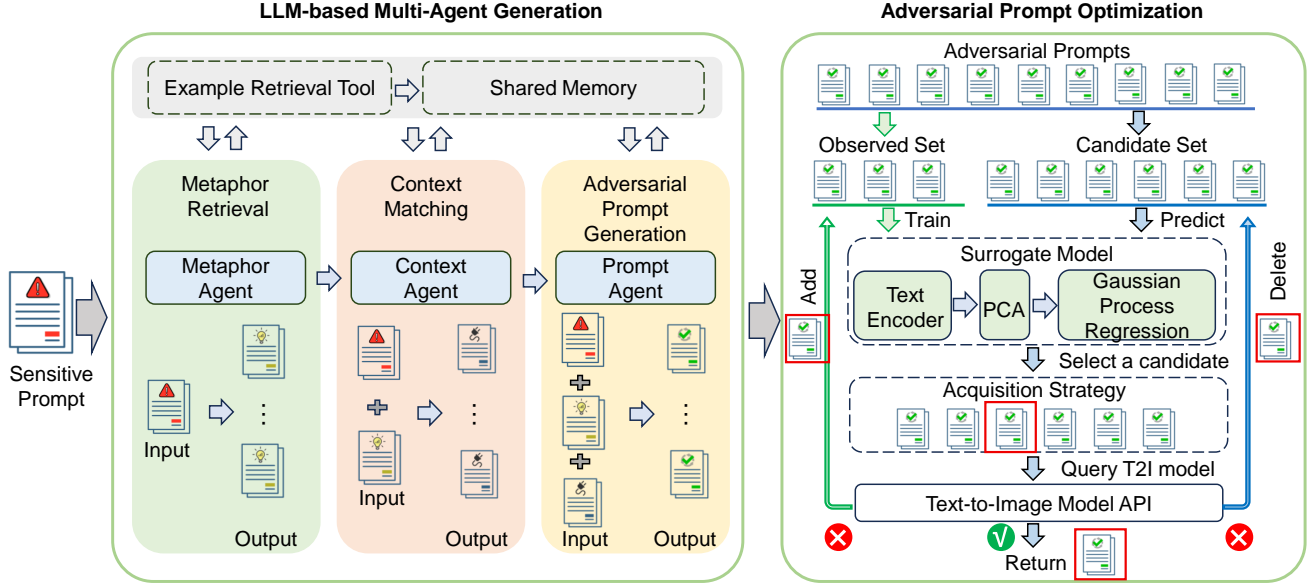 LLM-based Multi-Agent Generation
Adversarial Prompt Optimization
Example Retrieval Tool
Shared Memory
Metaphor
Retrieval
Context
Matching
Adversarial
Prompt
Generation
Metaphor
Agent
Context
Agent
Prompt
Agent
Sensitive
Prompt
Input
Output
Input
Output
Input
Output
Adversarial Prompts
Observed Set
Candidate Set
Train
Predict
Surrogate Model
Text
Encoder
PCA
Gaussian
Process
Regression
Add
Delete
Select a candidate
Acquisition Strategy
Query T2I model
Text-to-Image Model API
Return